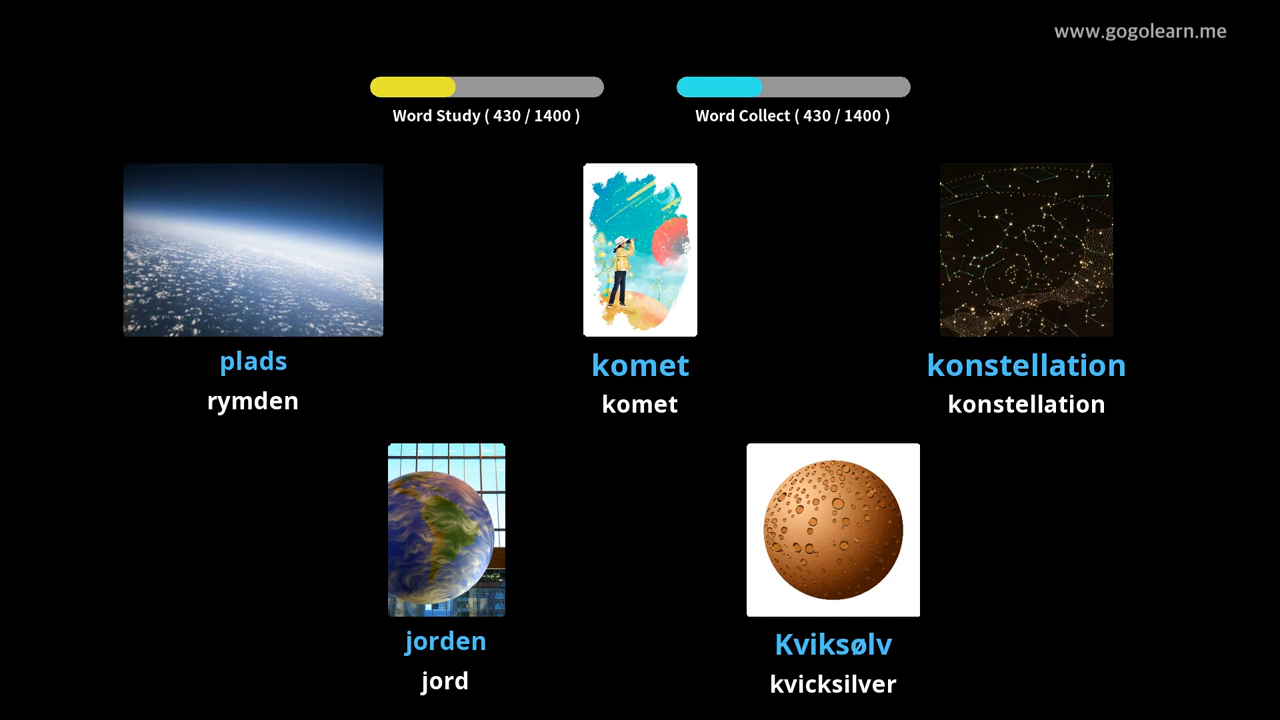 www.gogolearn.me
Word Study ( 430 / 1400 )
Word Collect ( 430 / 1400 )
plads
rymden
komet
komet
konstellation
konstellation
jorden
jord
Kviksølv
kvicksilver